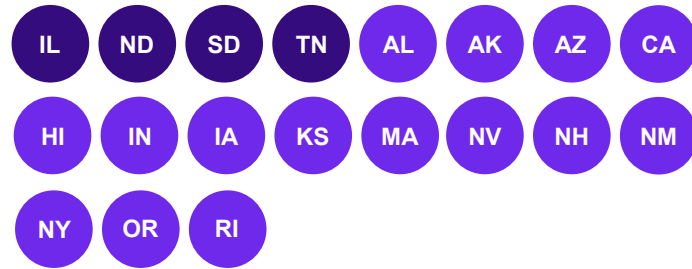 IL ND SD TN AL AK AZ CA
HI IN IA KS MA NV NH NM
NY OR RI